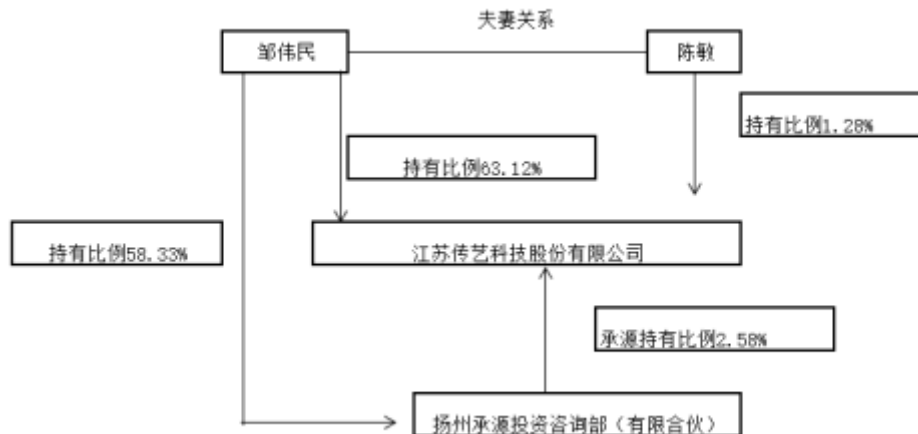 夫妻关系
邹伟民
陈敏
持有比例1.28%
持有比例63.12%
持有比例58.33%
江苏传艺科技股份有限公司
承源持有比例2.58%
扬州承源投资咨询部（有限合伙）